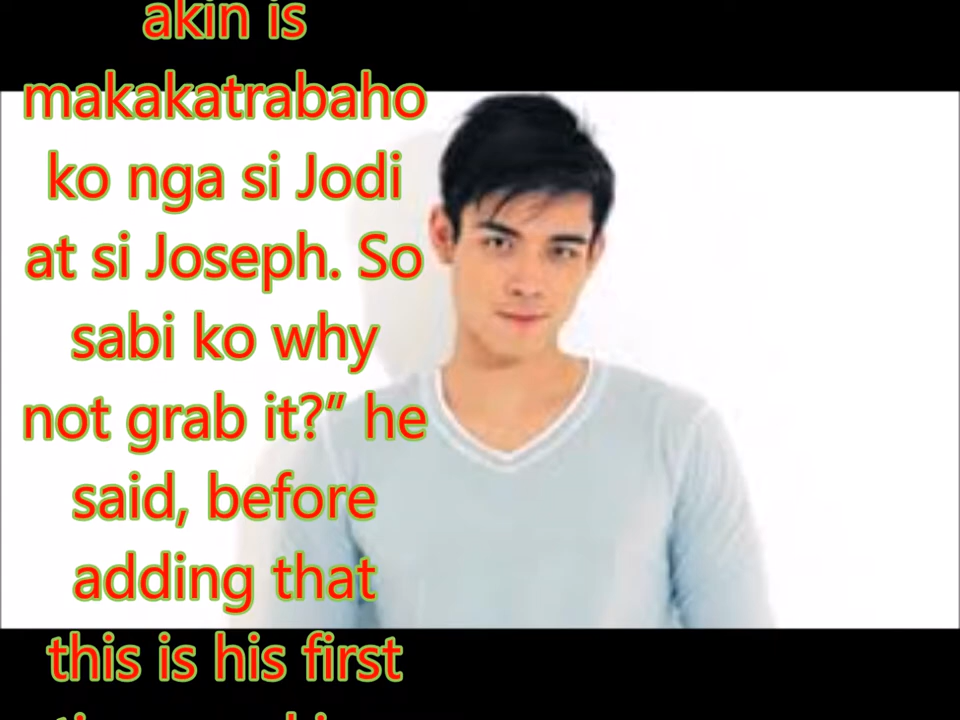 akin is
makakatrabaho
ko nga si Jodi
at si Joseph. So
sabi ko why
not grab it?” he
said, before
adding that
this is his first